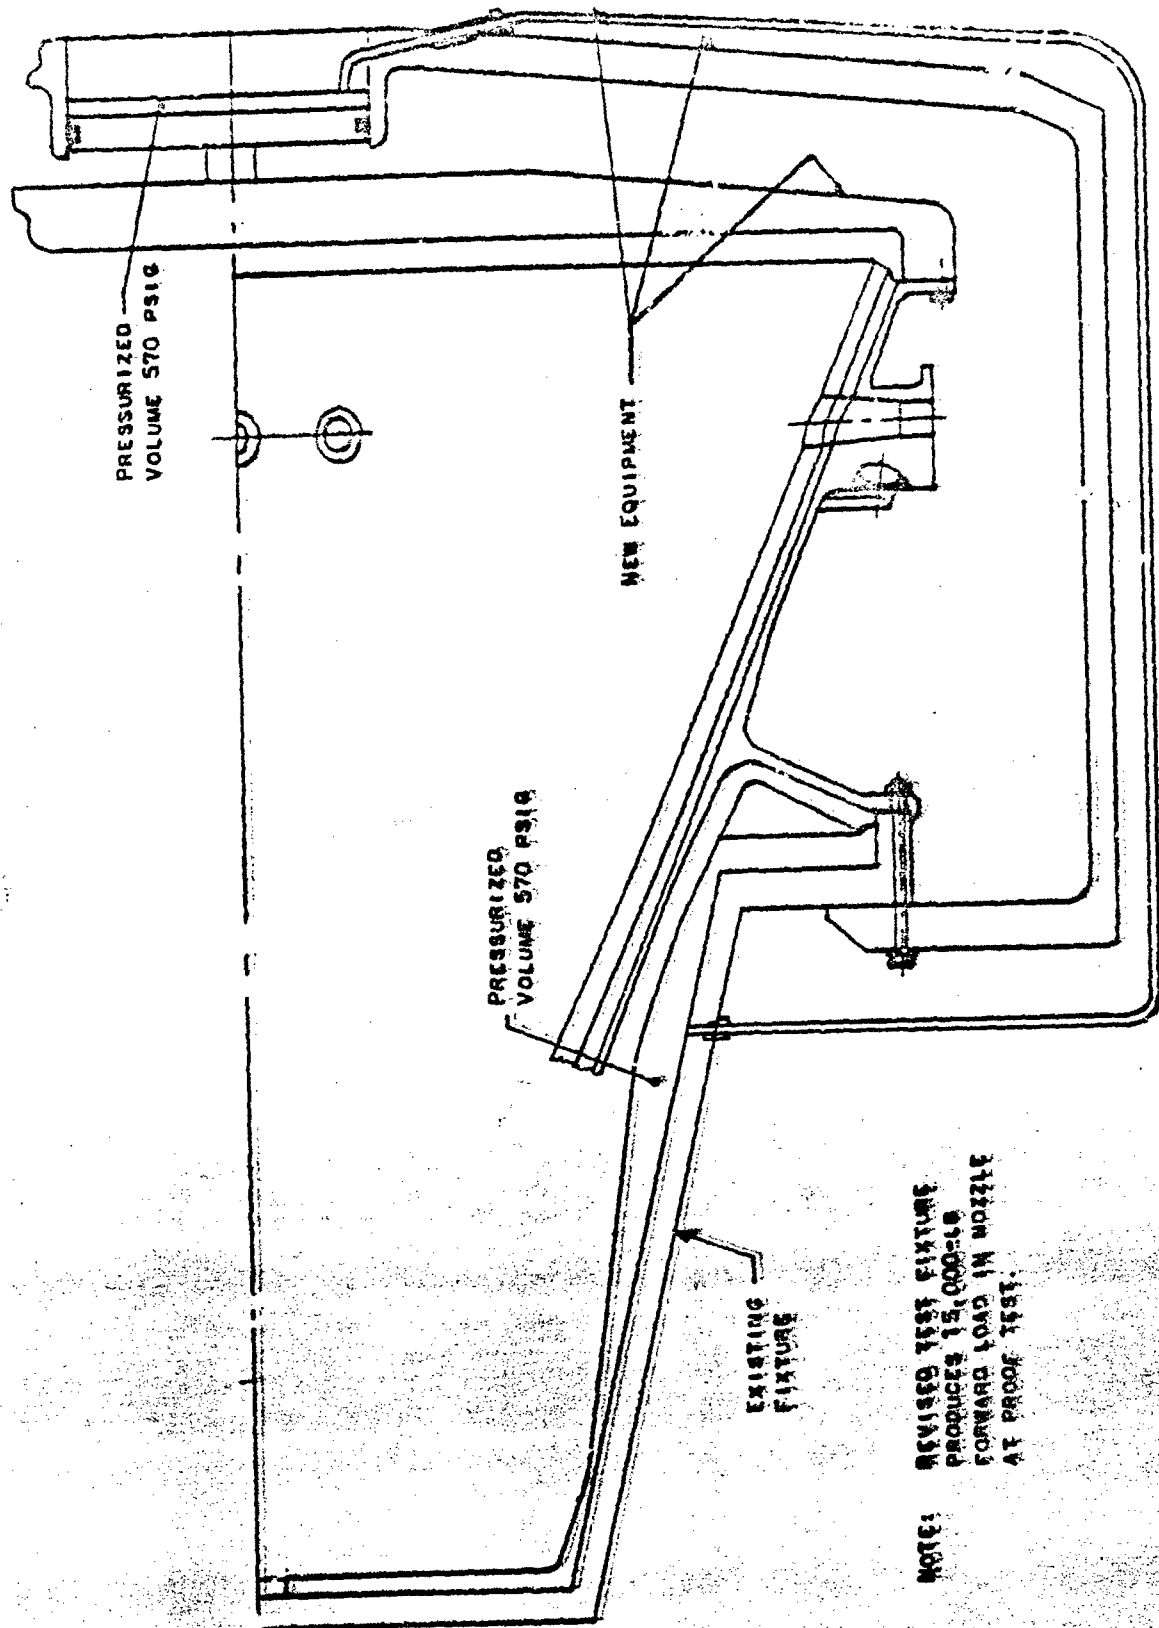 PRESSURIZED
VOLUME 570 PSIG
NEW EQUIPMENT
PRESSURIZED
VOLUME 570 PSIG
EXISTING
FIXTURE
NOTE: REVISED TEST FIXTURE
PRODUCES 15,000-LB
FORWARD LOAD IN NOZZLE
AT PROOF TEST.